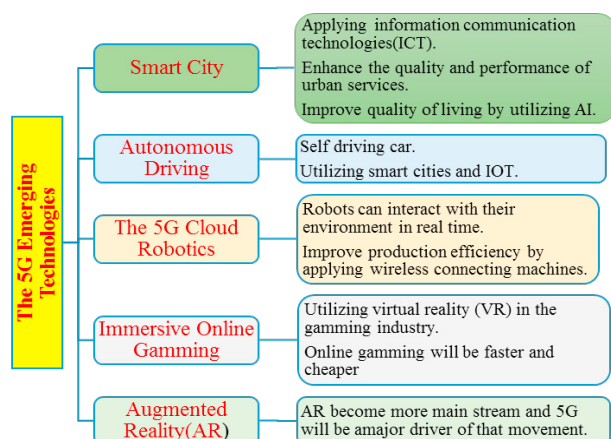 The 5G Emerging
Technologies
Smart City
Applying information communication
technologies(ICT).
Enhance the quality and performance of
urban services.
Improve quality of living by utilizing AI.
Autonomous
Driving
Self driving car.
Utilizing smart cities and IOT.
The 5G Cloud
Robotics
Robots can interact with their
environment in real time.
Improve production efficiency by
applying wireless connecting machines.
Immersive Online
Gamming
Utilizing virtual reality (VR) in the
gamming industry.
Online gamming will be faster and
cheaper
Augmented
Reality(AR)
AR become more main stream and 5G
will be amajor driver of that movement.